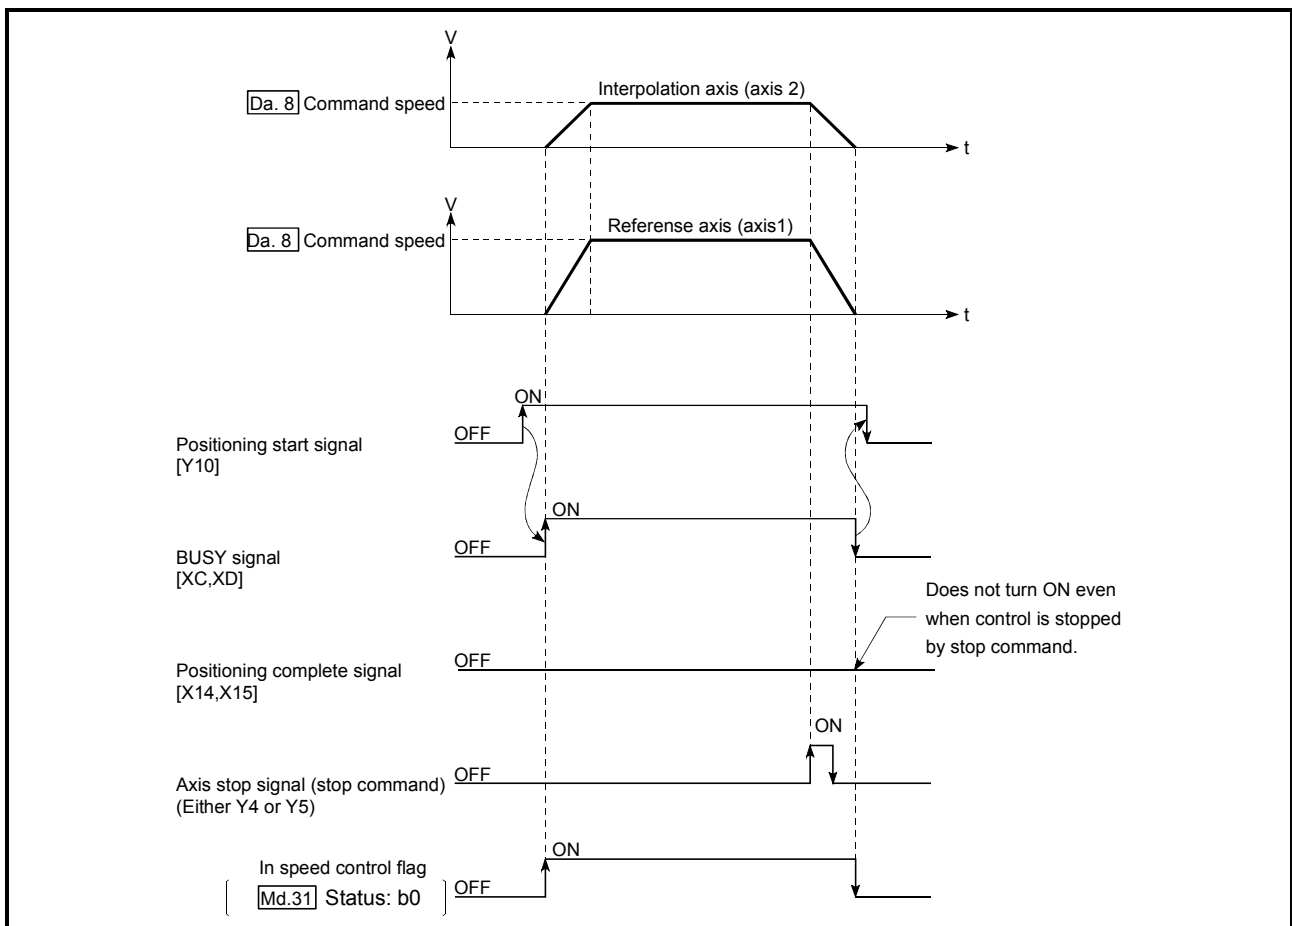 V
Interpolation axis (axis 2)
Da. 8 Command speed
t
V
Referense axis (axis1)
Da. 8 Command speed
t
ON
OFF
Positioning start signal
[Y10]
ON
OFF
BUSY signal
[XC,XD]
Does not turn ON even
when control is stopped
by stop command.
OFF
Positioning complete signal
[X14,X15]
ON
OFF
Axis stop signal (stop command)
(Either Y4 or Y5)
ON
In speed control flag
OFF
Md.31 Status: b0